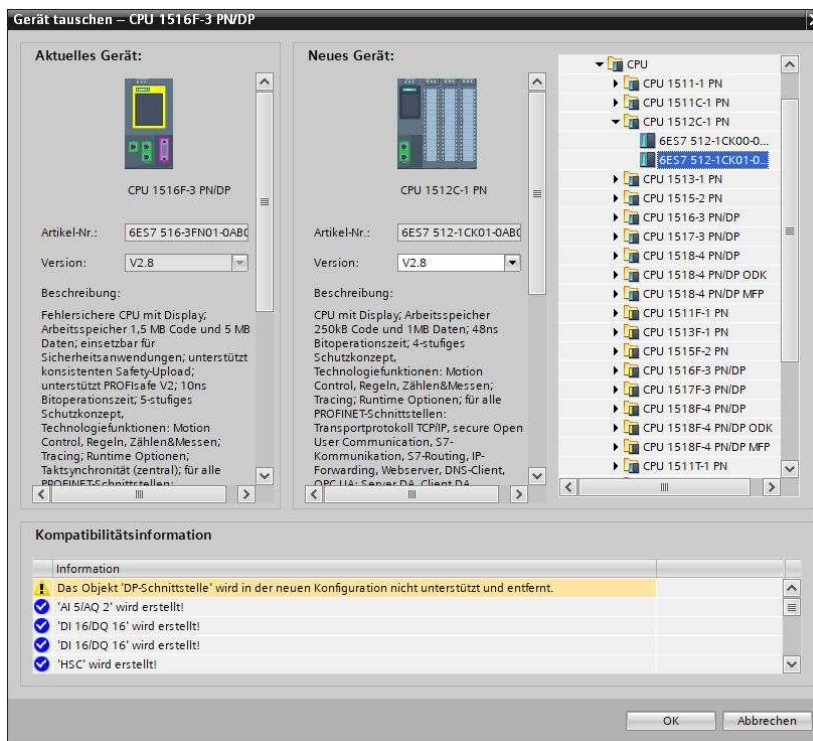 Gerät tauschen -- CPU 1516F-3 PN/DP
Aktuelles Gerät:
CPU 1516F-3 PN/DP
Artikel-Nr.: 6ES7 516-3FN01-0AB0
Version: V2.8
Beschreibung:
Fehlersichere CPU mit Display;
Arbeitsspeicher 1,5 MB Code und 5 MB
Daten; einsetzbar für
Sicherheitsanwendungen; unterstützt
konsistenten Safety-Upload;
unterstützt PROFIsafe V2; 10ns
Bitoperationszeit; 5-stufiges
Schutzkonzept,
Technologiefunktionen: Motion
Control, Regeln, Zählen&Messen;
Tracing; Runtime Optionen;
Taktsynchronität (zentral); für alle
PROFINET-Schnittstellen:
Neues Gerät:
CPU 1512C-1 PN
Artikel-Nr.: 6ES7 512-1CK01-0AB0
Version: V2.8
Beschreibung:
CPU mit Display; Arbeitsspeicher
250kB Code und 1MB Daten; 48ns
Bitoperationszeit; 4-stufiges
Schutzkonzept,
Technologiefunktionen: Motion
Control, Regeln, Zählen&Messen;
Tracing; Runtime Optionen; für alle
PROFINET-Schnittstellen:
Transportprotokoll TCP/IP, secure Open
User Communication, S7-
Kommunikation, S7-Routing, IP-
Forwarding, Webserver, DNS-Client,
OPC UA: Server DA, Client DA
CPU
CPU 1511-1 PN
CPU 1511C-1 PN
CPU 1512C-1 PN
6ES7 512-1CK00-0...
6ES7 512-1CK01-0...
CPU 1513-1 PN
CPU 1515-2 PN
CPU 1516-3 PN/DP
CPU 1517-3 PN/DP
CPU 1518-4 PN/DP
CPU 1518-4 PN/DP ODK
CPU 1518-4 PN/DP MFP
CPU 1511F-1 PN
CPU 1513F-1 PN
CPU 1515F-2 PN
CPU 1516F-3 PN/DP
CPU 1517F-3 PN/DP
CPU 1518F-4 PN/DP
CPU 1518F-4 PN/DP ODK
CPU 1518F-4 PN/DP MFP
CPU 1511T-1 PN
Kompatibilitätsinformation
Information
Das Objekt 'DP-Schnittstelle' wird in der neuen Konfiguration nicht unterstützt und entfernt.
'AI 5/AQ 2' wird erstellt!
'DI 16/DQ 16' wird erstellt!
'DI 16/DQ 16' wird erstellt!
'HSC' wird erstellt!
OK
Abbrechen